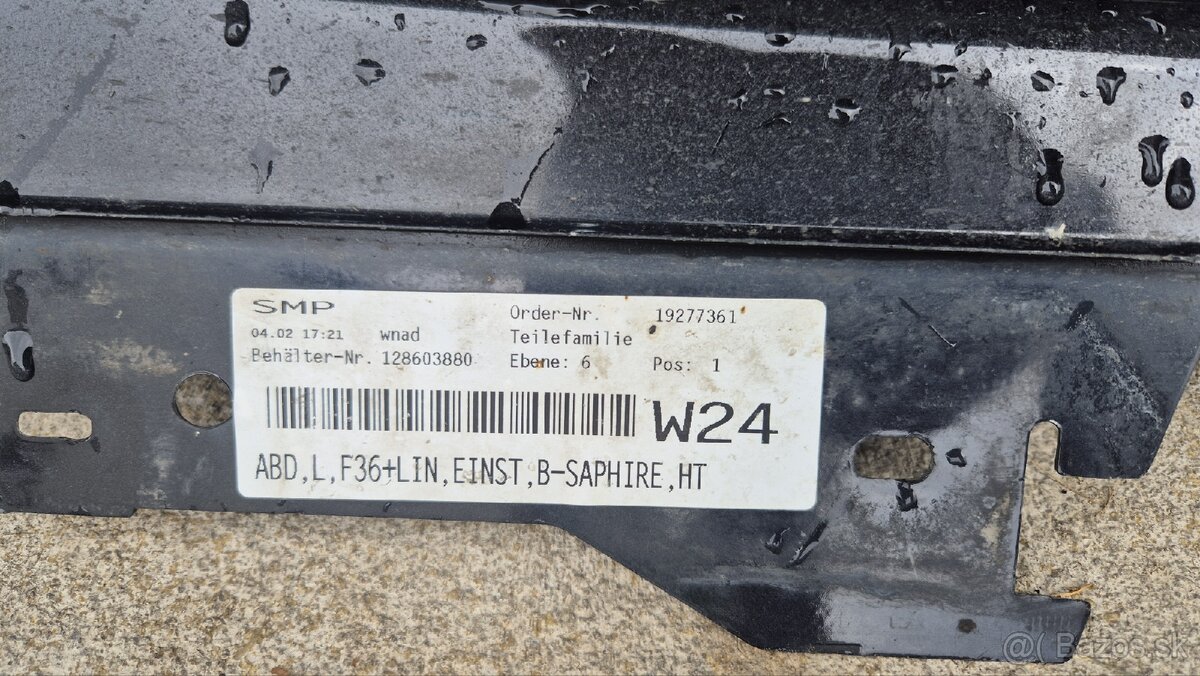 SMP
Order-Nr. 19277361
04.02 17:21 wnad Teilefamilie
Behälter-Nr. 128603880 Ebene: 6 Pos: 1
W24
ABD,L,F36+LIN,EINST,B-SAPHIRE,HT
@( Bazos.sk